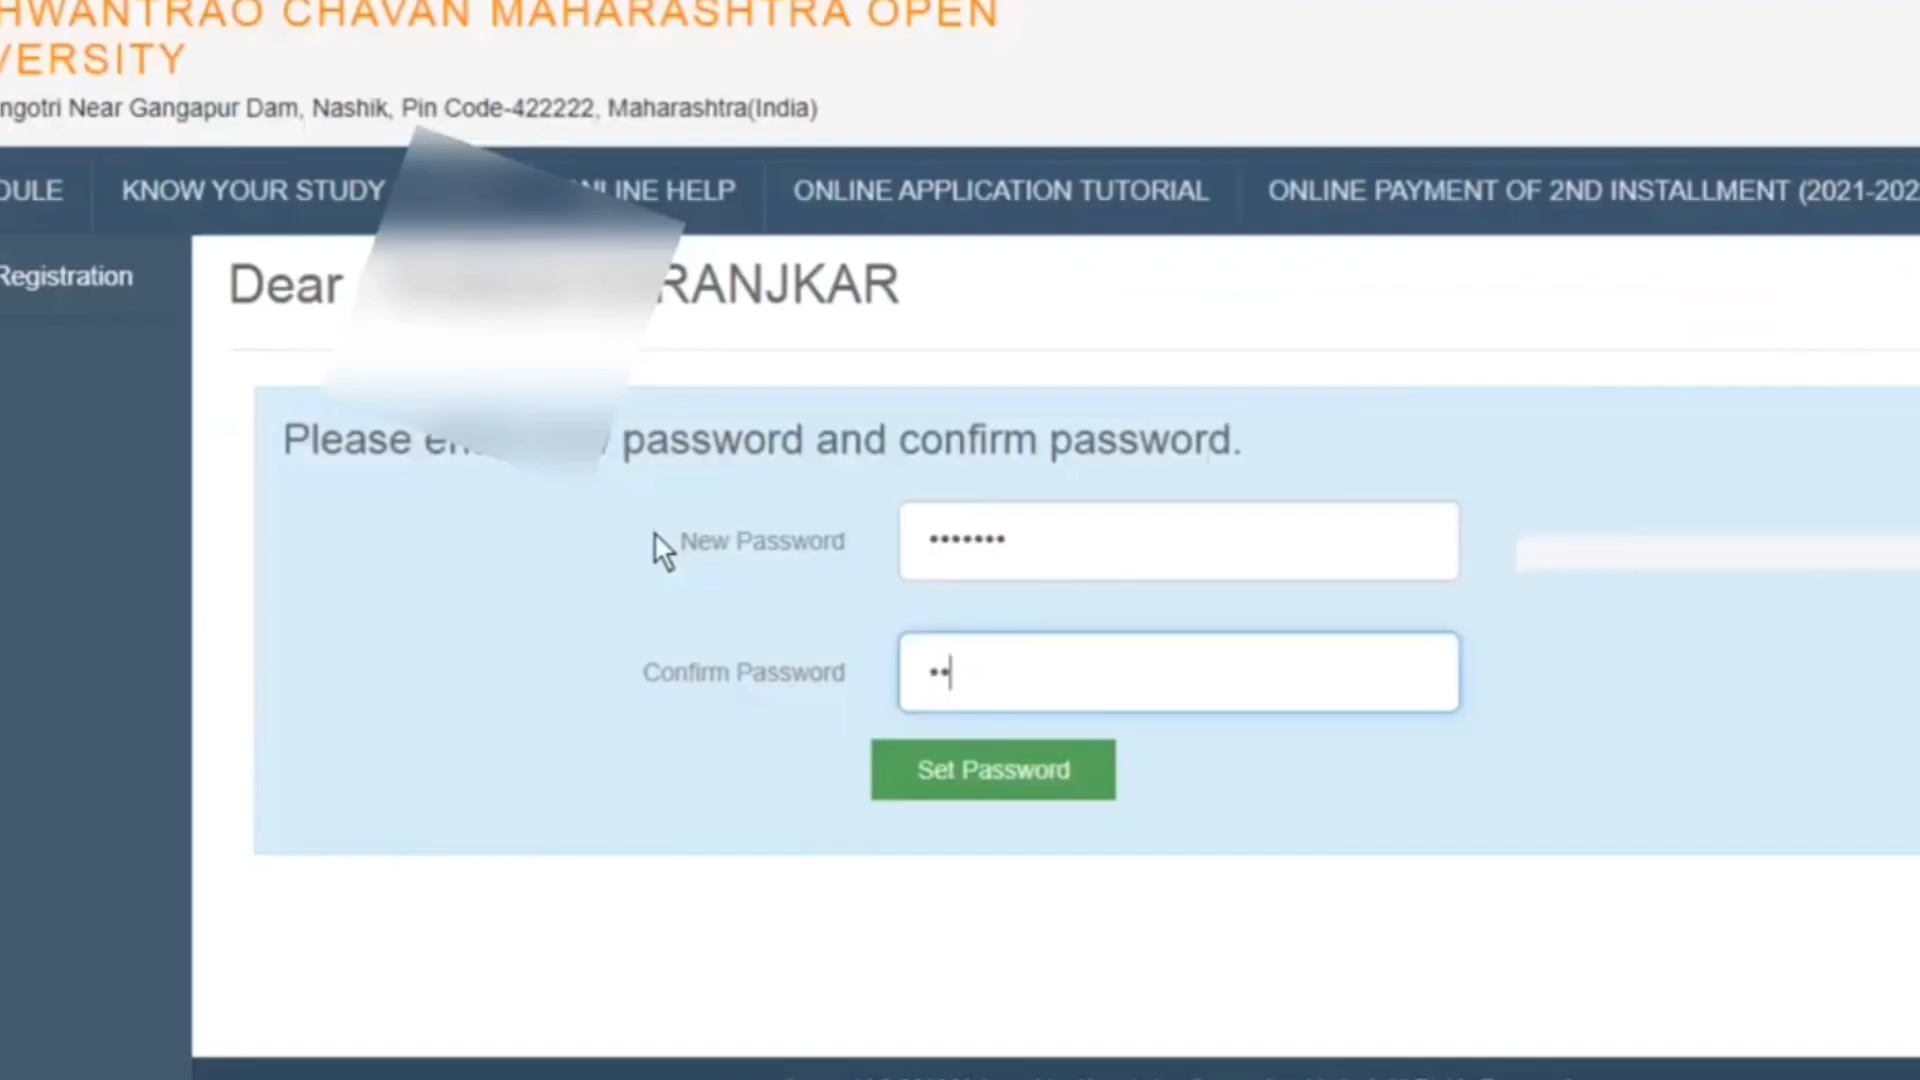 HWANTRAO CHAVAN MAHARASHTRA OPEN
VERSITY
ngotri Near Gangapur Dam, Nashik, Pin Code-422222, Maharashtra(India)
DULE KNOW YOUR STUDY NLINE HELP ONLINE APPLICATION TUTORIAL ONLINE PAYMENT OF 2ND INSTALLMENT (2021-202
Registration
Dear RANJKAR
Please password and confirm password.
New Password •••••••
Confirm Password ••
Set Password